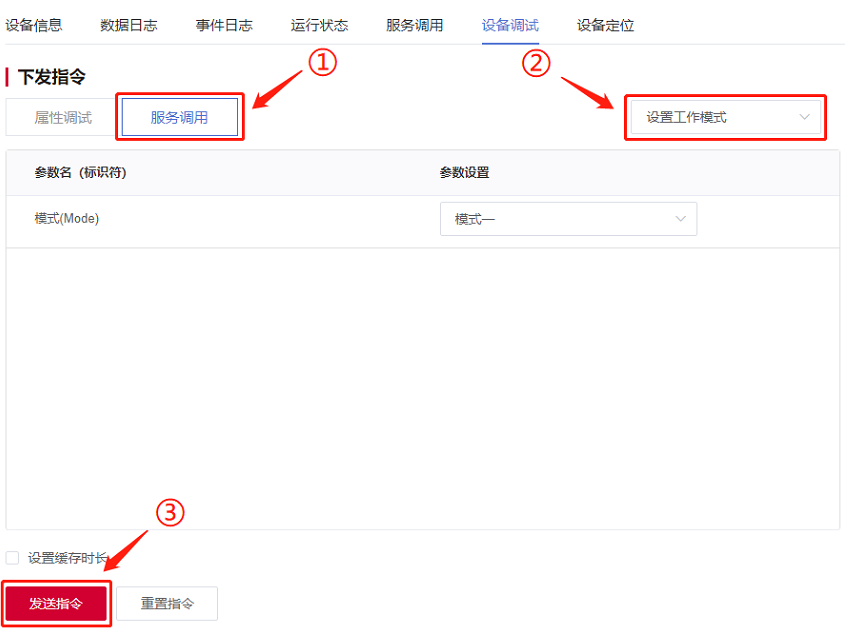 设备信息 数据日志 事件日志 运行状态 服务调用 设备调试 设备定位
① ②
下发指令
属性调试 服务调用 设置工作模式
参数名（标识符) 参数设置
模式(Mode) 模式一
③
设置缓存时长
发送指令 重置指令